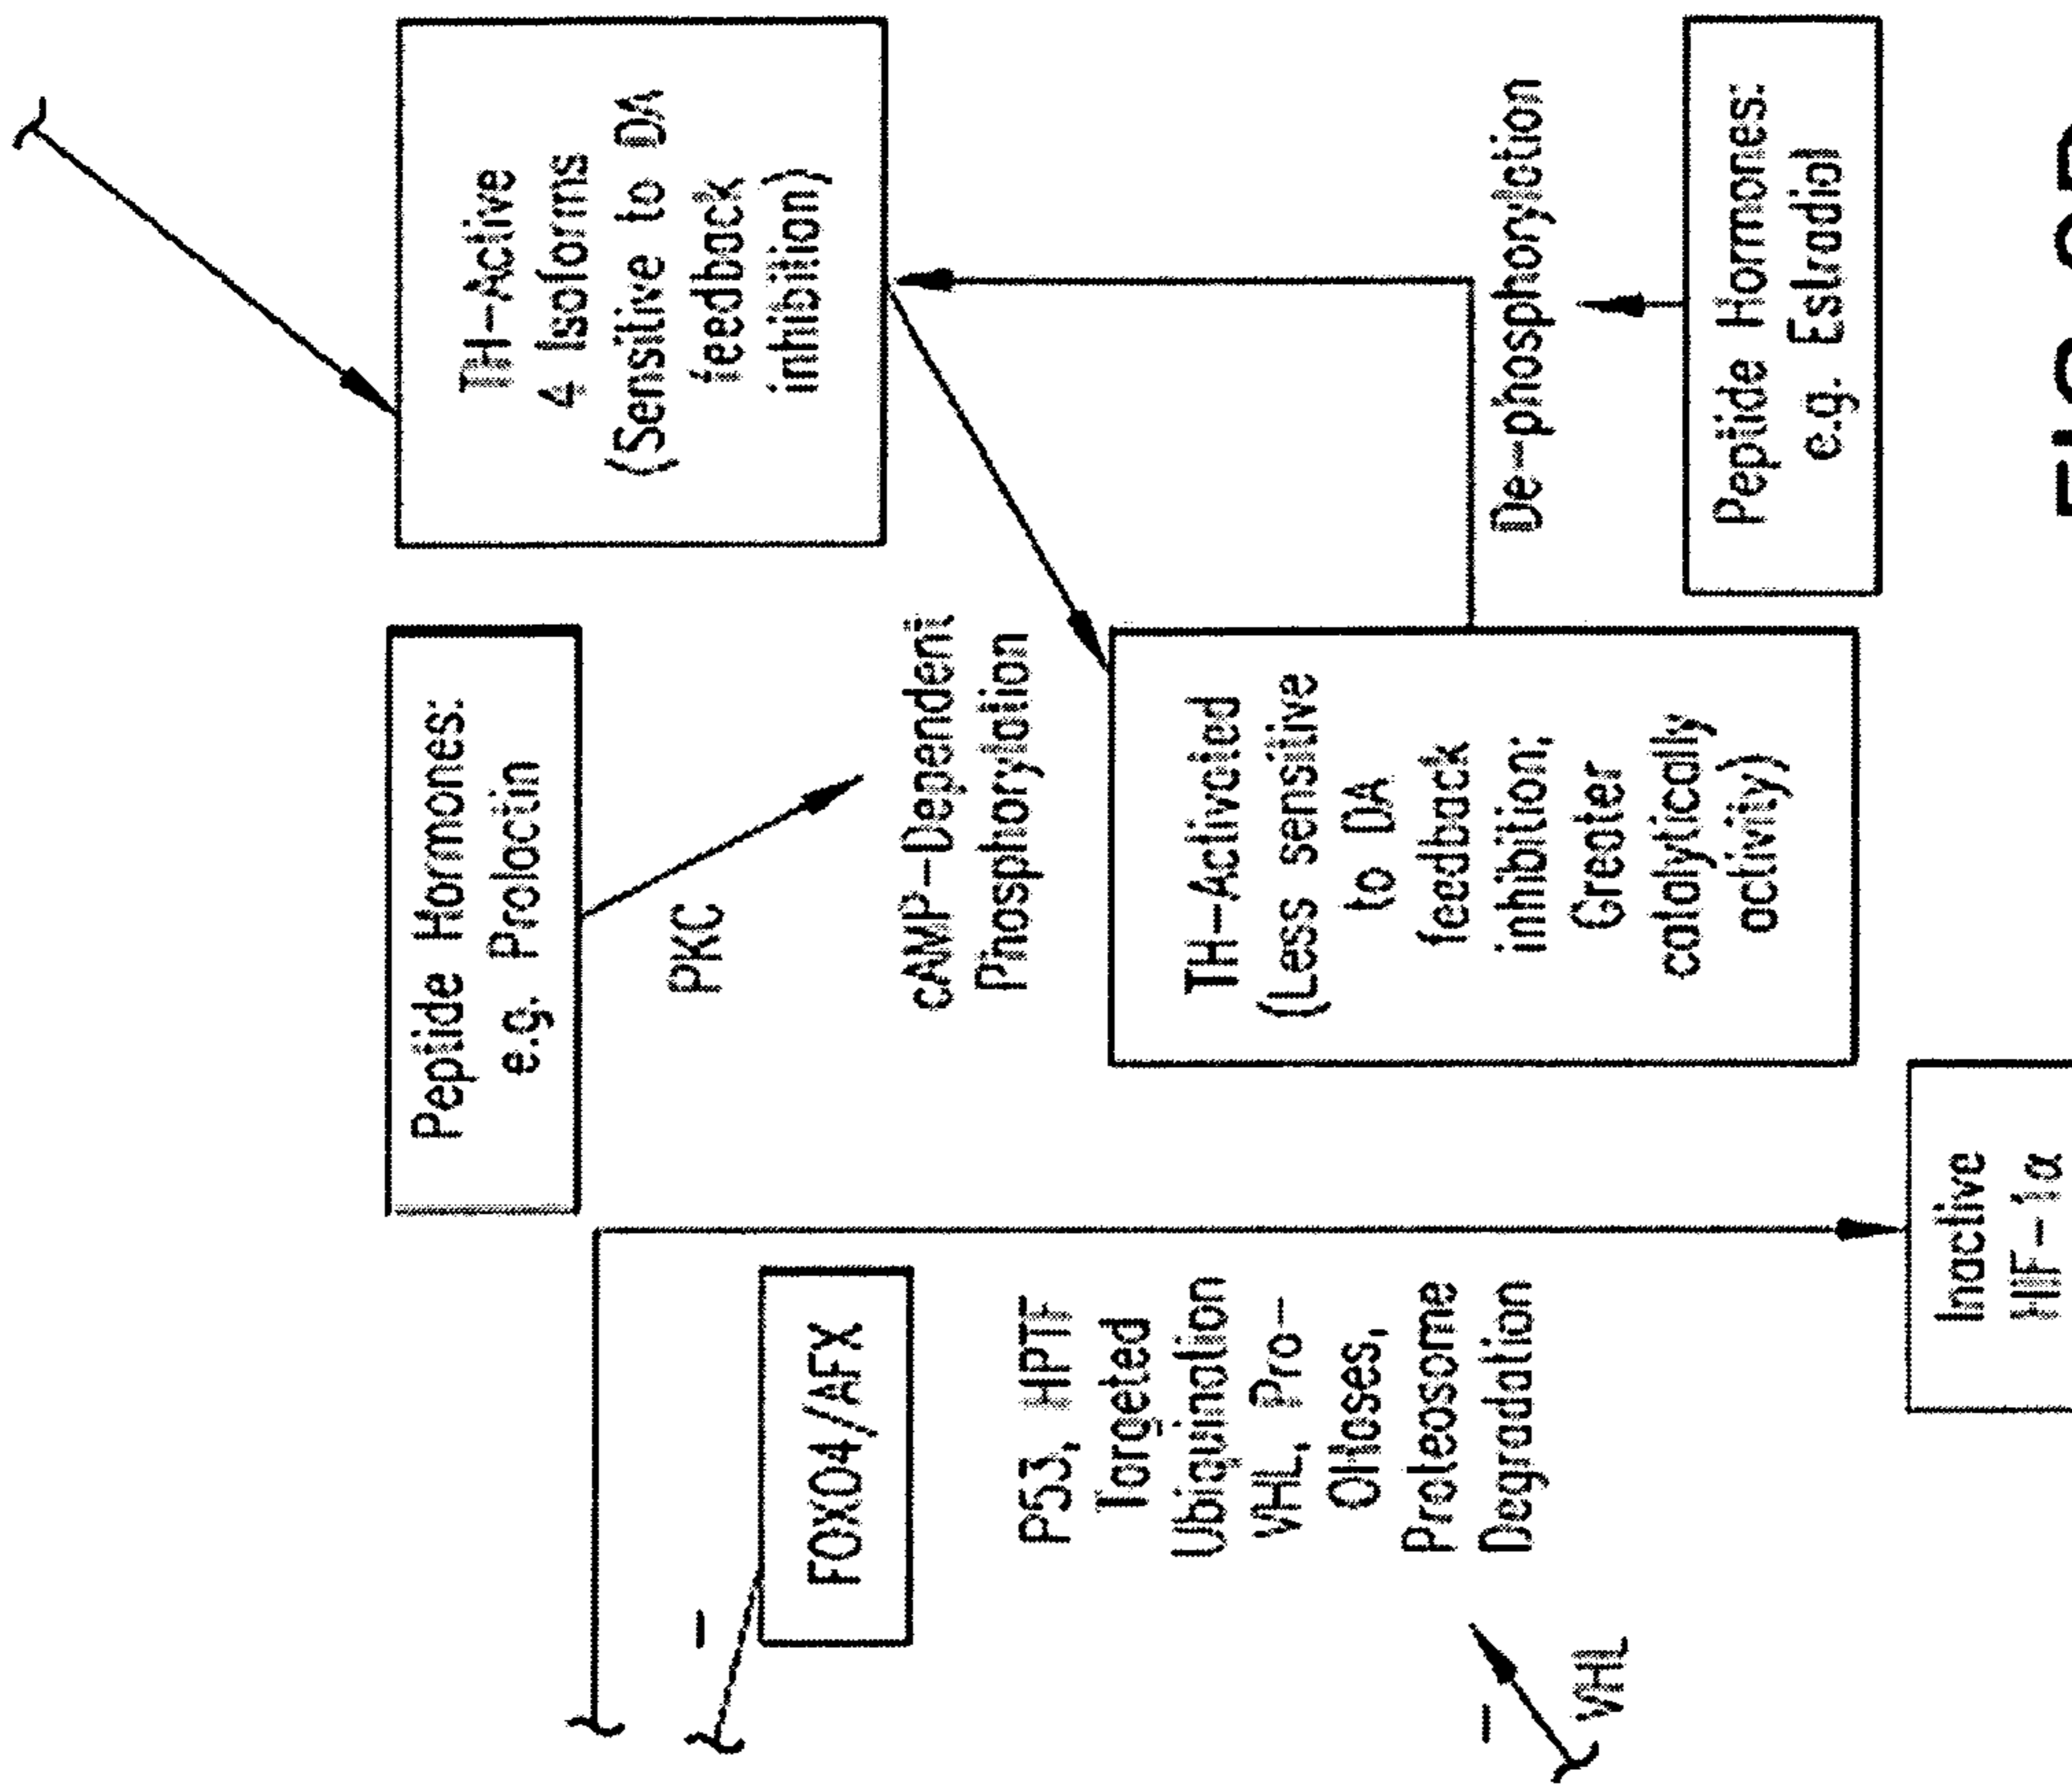 TH-Active
4 Isoforms
(Sensitive to DA
feedback
inhibition)
Peptide Hormones:
e.g. Prolactin
PKC
cAMP-Dependent
Phosphorylation
TH-Activated
(Less sensitive
to DA
feedback
inhibition;
Greater
catalytically
activity)
De-phosphorylation
Peptide Hormones:
e.g. Estradiol
-
FOXO4/AFX
P53, HPTF
Targeted
Ubiquination
VHL, Pro-
OHases,
Proteosome
Degradation
-
VHL
Inactive
HIF-1α